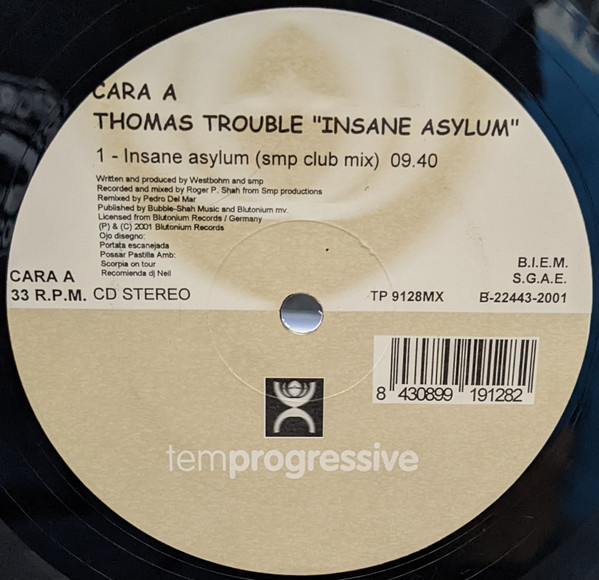 CARA A
THOMAS TROUBLE "INSANE ASYLUM"
1 - Insane asylum (smp club mix) 09.40
Written and produced by Westbohm and smp
Recorded and mixed by Roger P. Shah from Smp productions
Remixed by Pedro Del Mar
Published by Bubble-Shah Music and Blutonium mv.
Licensed from Blutonium Records / Germany
(P) & (C) 2001 Blutonium Records
Ojo disegno:
Portata escanejada
Possar Pastilla Amb:
Scorpia on tour
Recomienda dj Neil
B.I.E.M.
CARA A
S.G.A.E.
33 R.P.M. CD STEREO
TP 9128MX
B-22443-2001
8 430899 191282
temprogressive